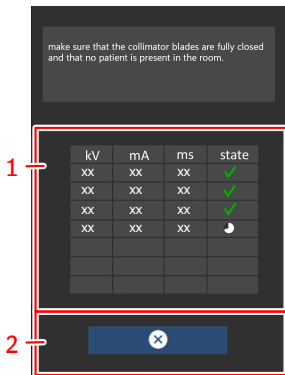 make sure that the collimator blades are fully closed
and that no patient is present in the room.
1
kV mA ms state
xx xx xx
xx xx xx
xx xx xx
xx xx xx
2